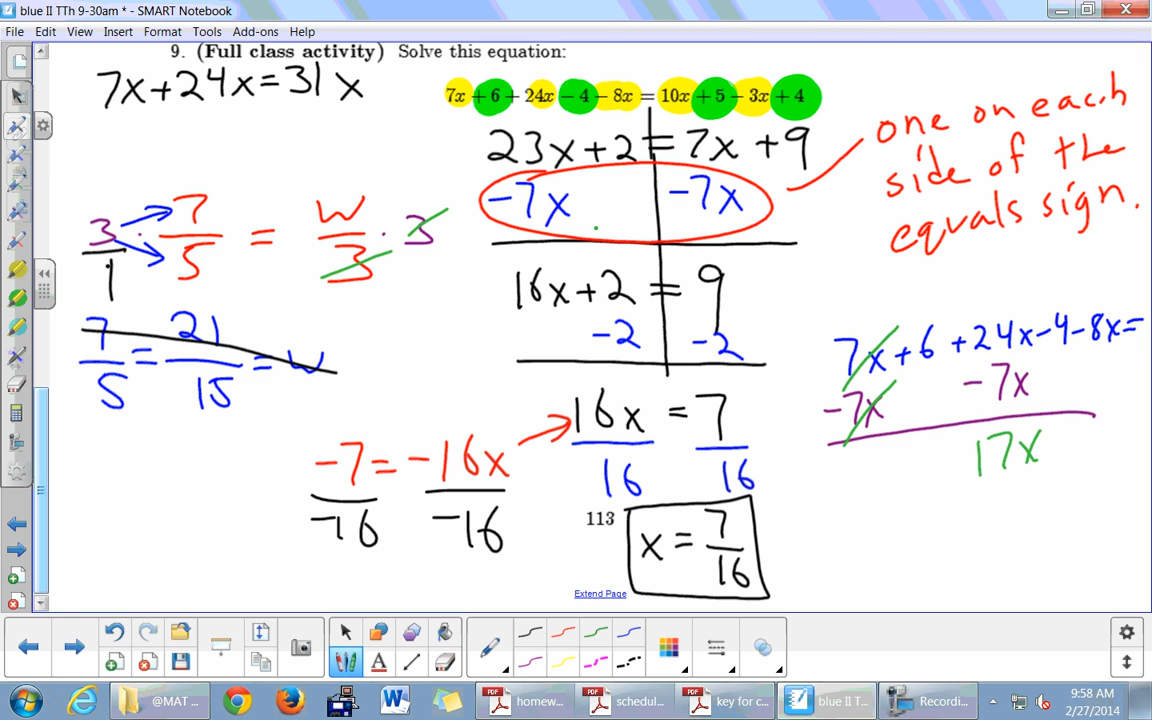 blue II TTh 9-30am * - SMART Notebook
File Edit View Insert Format Tools Add-ons Help
9. (Full class activity) Solve this equation:
7x + 6 + 24x − 4 − 8x = 10x + 5 − 3x + 4
7x+24x=31x
23x+2=7x+9
-7x -7x
one on each
side of the
equals sign.
3/1 · 7/5 = W/3 · 3
16x+2=9
-2 -2
7/5 = 21/15 = W
7x+6+24x-4-8x=
-7x -7x
17x
16x = 7
16 16
-7 = -16x
-16 -16
113
x = 7/16
Extend Page
A
@MAT
homew...
schedul...
key for c...
blue II T...
Recordi...
9:58 AM
2/27/2014